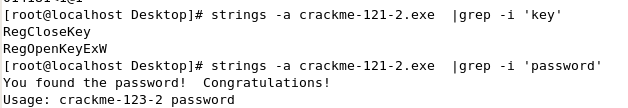 [root@localhost Desktop]# strings -a crackme-121-2.exe  |grep -i 'key'
RegCloseKey
RegOpenKeyExW
[root@localhost Desktop]# strings -a crackme-121-2.exe  |grep -i 'password'
You found the password!  Congratulations!
Usage: crackme-123-2 password